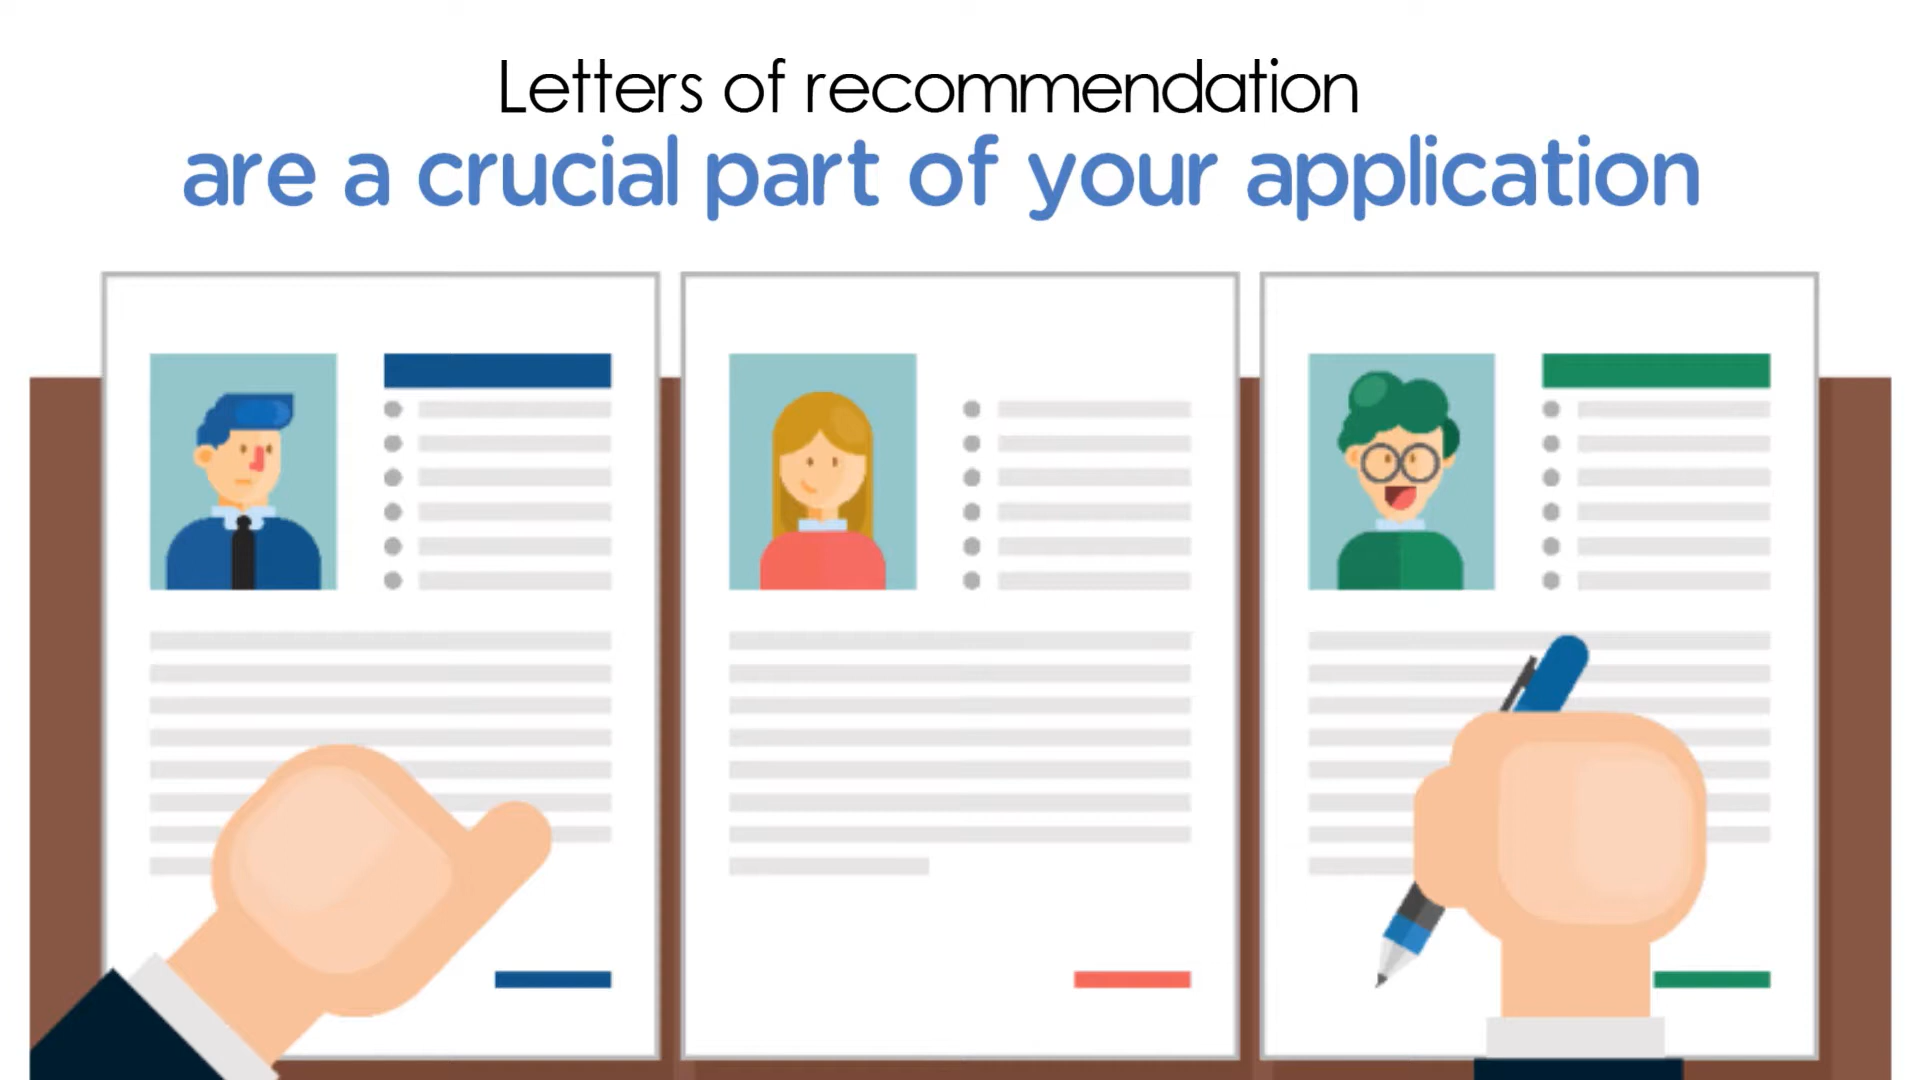 Letters of recommendation
are a crucial part of your application